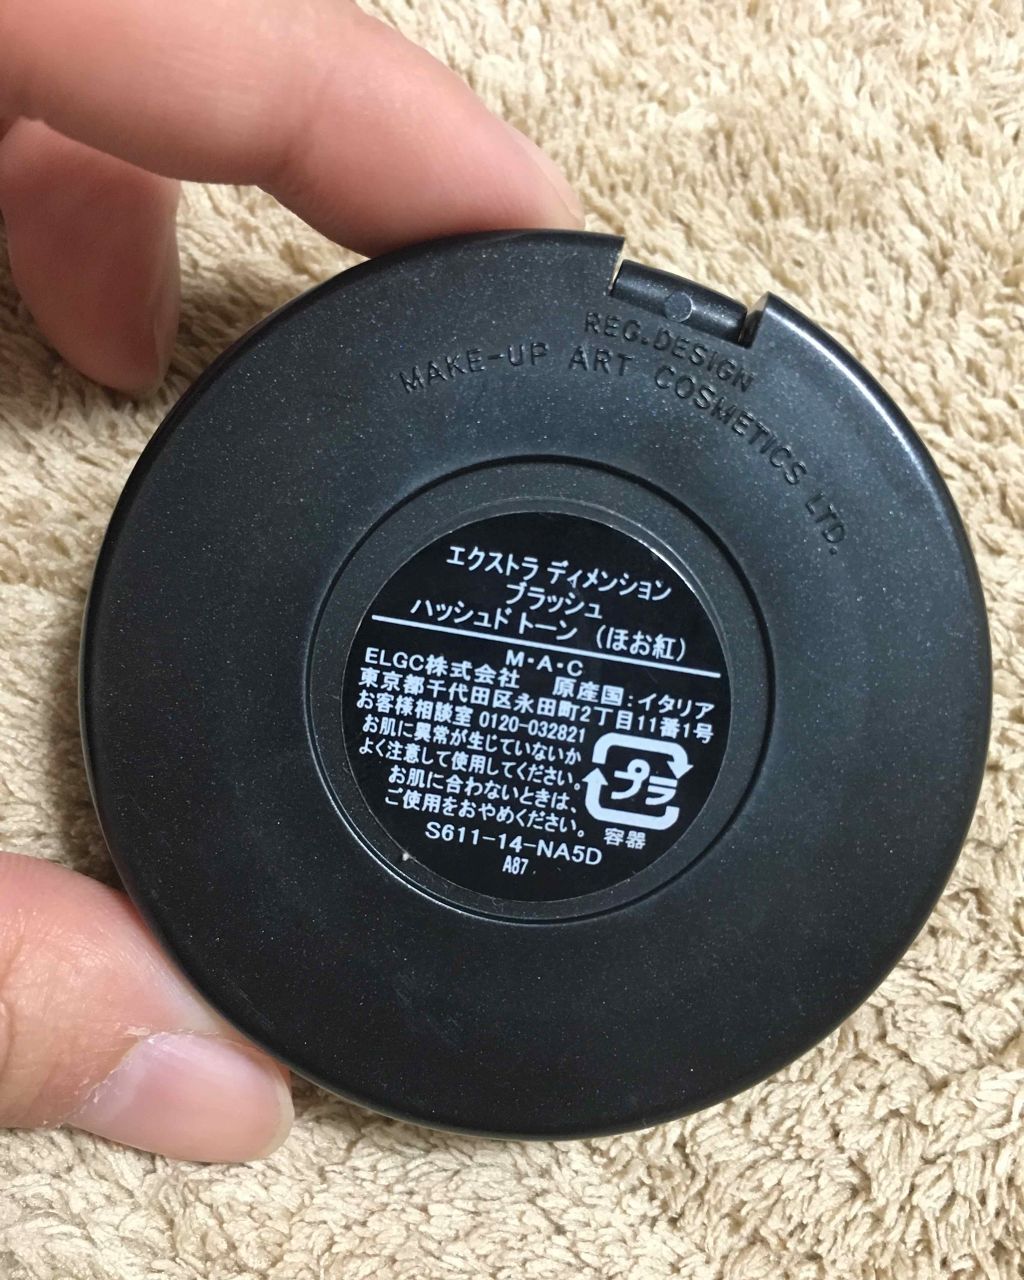 REG.DESIGN
MAKE-UP ART COSMETICS LTD.
エクストラ ディメンション
ブラッシュ
ハッシュド トーン (ほお紅)
M・A・C
ELGC株式会社 原産国:イタリア
東京都千代田区永田町2丁目11番1号
お客様相談室 0120-032821
お肌に異常が生じていないか
よく注意して使用してください。
お肌に合わないときは、
ご使用をおやめください。
プラ
容器
S611-14-NA5D
A87